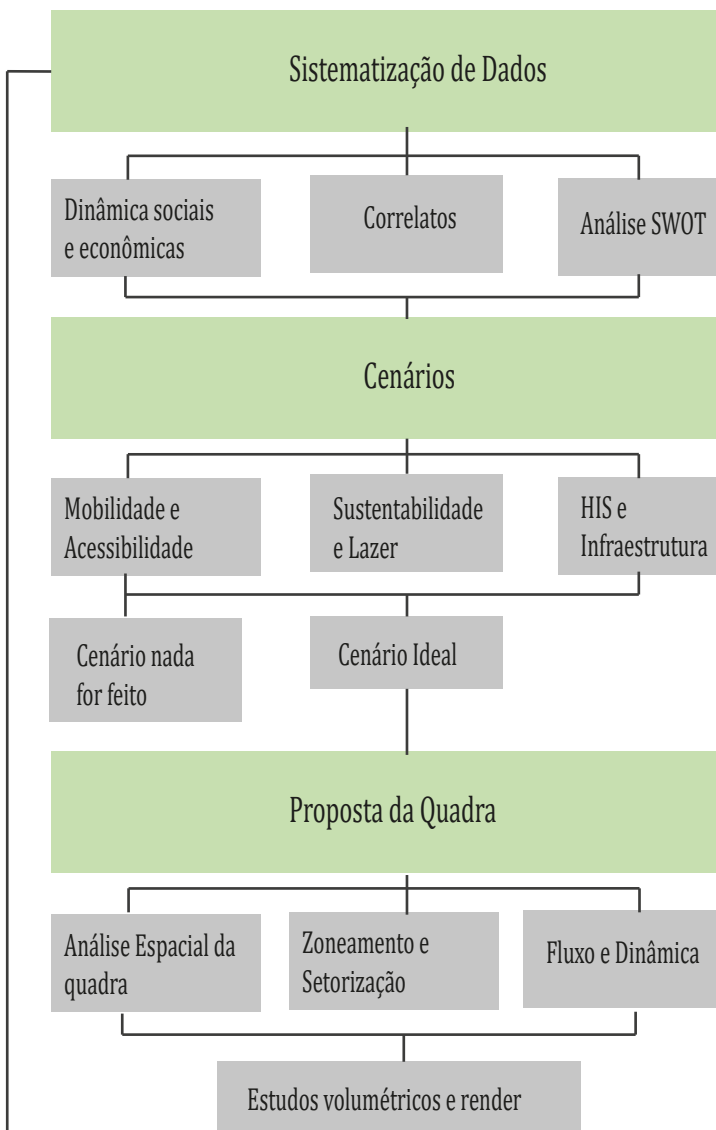 Sistematização de Dados
Dinâmica sociais
e econômicas
Correlatos
Análise SWOT
Cenários
Mobilidade e
Acessibilidade
Sustentabilidade
e Lazer
HIS e
Infraestrutura
Cenário nada
for feito
Cenário Ideal
Proposta da Quadra
Análise Espacial da
quadra
Zoneamento e
Setorização
Fluxo e Dinâmica
Estudos volumétricos e render